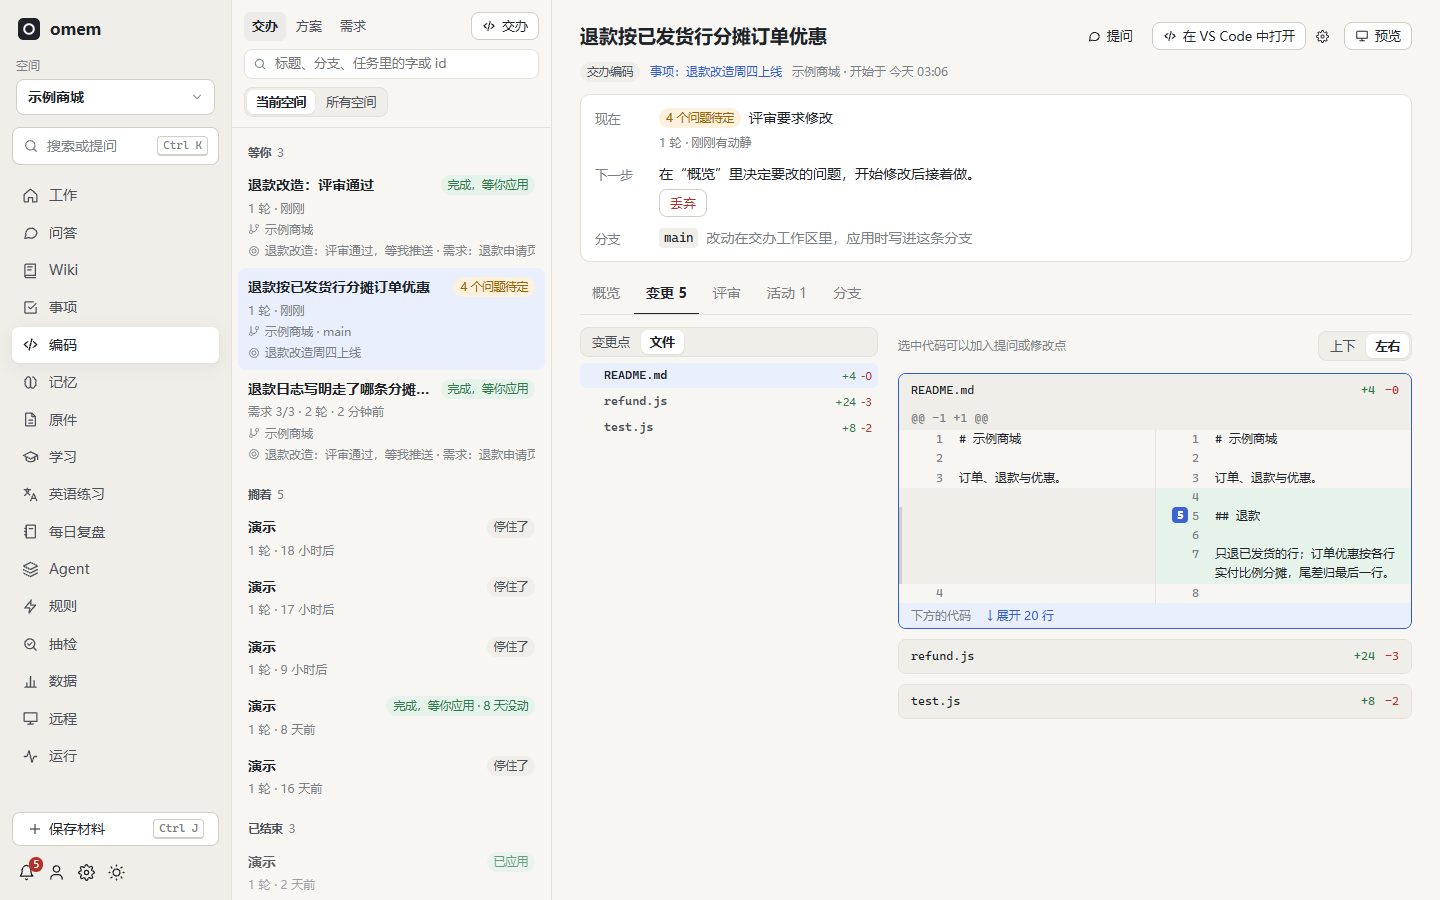 omem
空间
示例商城
搜索或提问 Ctrl K
工作
问答
Wiki
事项
编码
记忆
原件
学习
英语练习
每日复盘
Agent
规则
抽检
数据
远程
运行
保存材料 Ctrl J
5
交办 方案 需求 交办
标题、分支、任务里的字或 id
当前空间 所有空间
等你 3
退款改造：评审通过 完成，等你应用
1 轮 · 刚刚
示例商城
退款改造：评审通过，等我推送 · 需求：退款申请页
退款按已发货行分摊订单优惠 4 个问题待定
1 轮 · 刚刚
示例商城 · main
退款改造周四上线
退款日志写明走了哪条分摊... 完成，等你应用
需求 3/3 · 2 轮 · 2 分钟前
示例商城
退款改造：评审通过，等我推送 · 需求：退款申请页
搁着 5
演示 停住了
1 轮 · 18 小时后
演示 停住了
1 轮 · 17 小时后
演示 停住了
1 轮 · 9 小时后
演示 完成，等你应用 · 8 天没动
1 轮 · 8 天前
演示 停住了
1 轮 · 16 天前
已结束 3
演示 已应用
1 轮 · 2 天前
退款按已发货行分摊订单优惠 提问 在 VS Code 中打开 预览
交办编码 事项：退款改造周四上线 示例商城 · 开始于 今天 03:06
现在 4 个问题待定 评审要求修改
1 轮 · 刚刚有动静
下一步 在“概览”里决定要改的问题，开始修改后接着做。
丢弃
分支 main 改动在交办工作区里，应用时写进这条分支
概览 变更 5 评审 活动 1 分支
变更点 文件
README.md +4 -0
refund.js +24 -3
test.js +8 -2
选中代码可以加入提问或修改点 上下 左右
README.md +4 −0
@@ −1 +1 @@
1 # 示例商城 1 # 示例商城
2 2
3 订单、退款与优惠。 3 订单、退款与优惠。
4
5 5 ## 退款
6
7 只退已发货的行；订单优惠按各行
实付比例分摊，尾差归最后一行。
4 8
下方的代码 ↓展开 20 行
refund.js +24 −3
test.js +8 −2